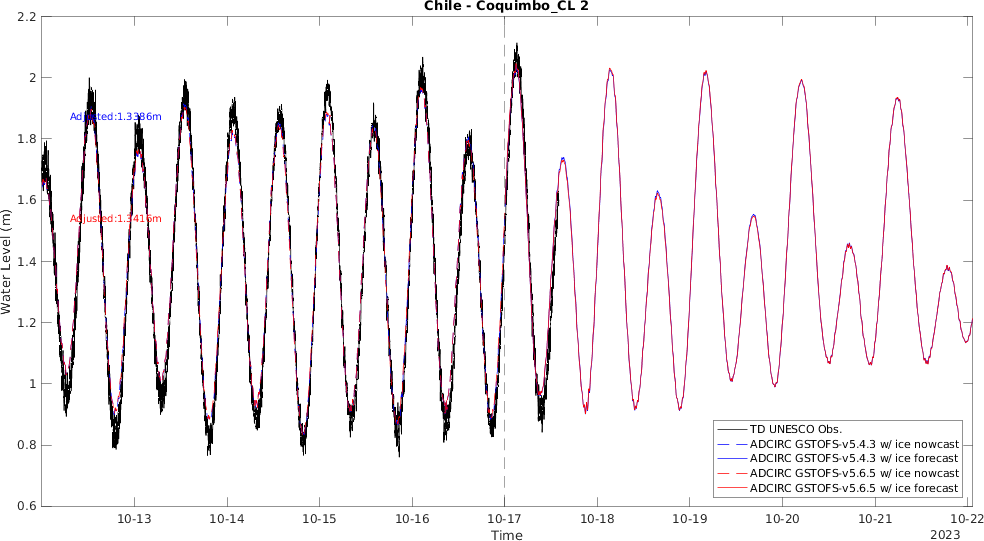 Chile - Coquimbo_CL 2
2.2
2
1.8
1.6
1.4
1.2
1
0.8
0.6
Water Level (m)
Adjusted:1.3386m
Adjusted:1.3416m
TD UNESCO Obs.
ADCIRC GSTOFS-v5.4.3 w/ ice nowcast
ADCIRC GSTOFS-v5.4.3 w/ ice forecast
ADCIRC GSTOFS-v5.6.5 w/ ice nowcast
ADCIRC GSTOFS-v5.6.5 w/ ice forecast
10-13 10-14 10-15 10-16 10-17 10-18 10-19 10-20 10-21 10-22
Time
2023